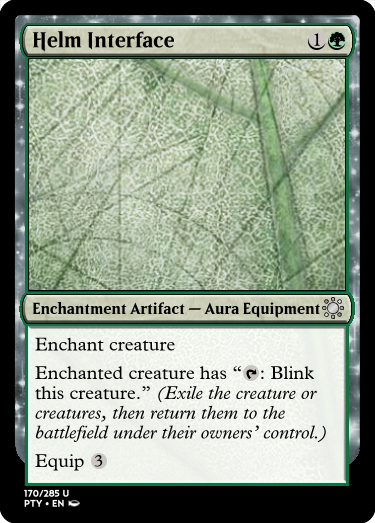 Helm Interface 1
Enchantment Artifact — Aura Equipment
Enchant creature
Enchanted creature has “: Blink
this creature.” (Exile the creature or
creatures, then return them to the
battlefield under their owners’ control.)
Equip 3
170/285 U
PTY • EN